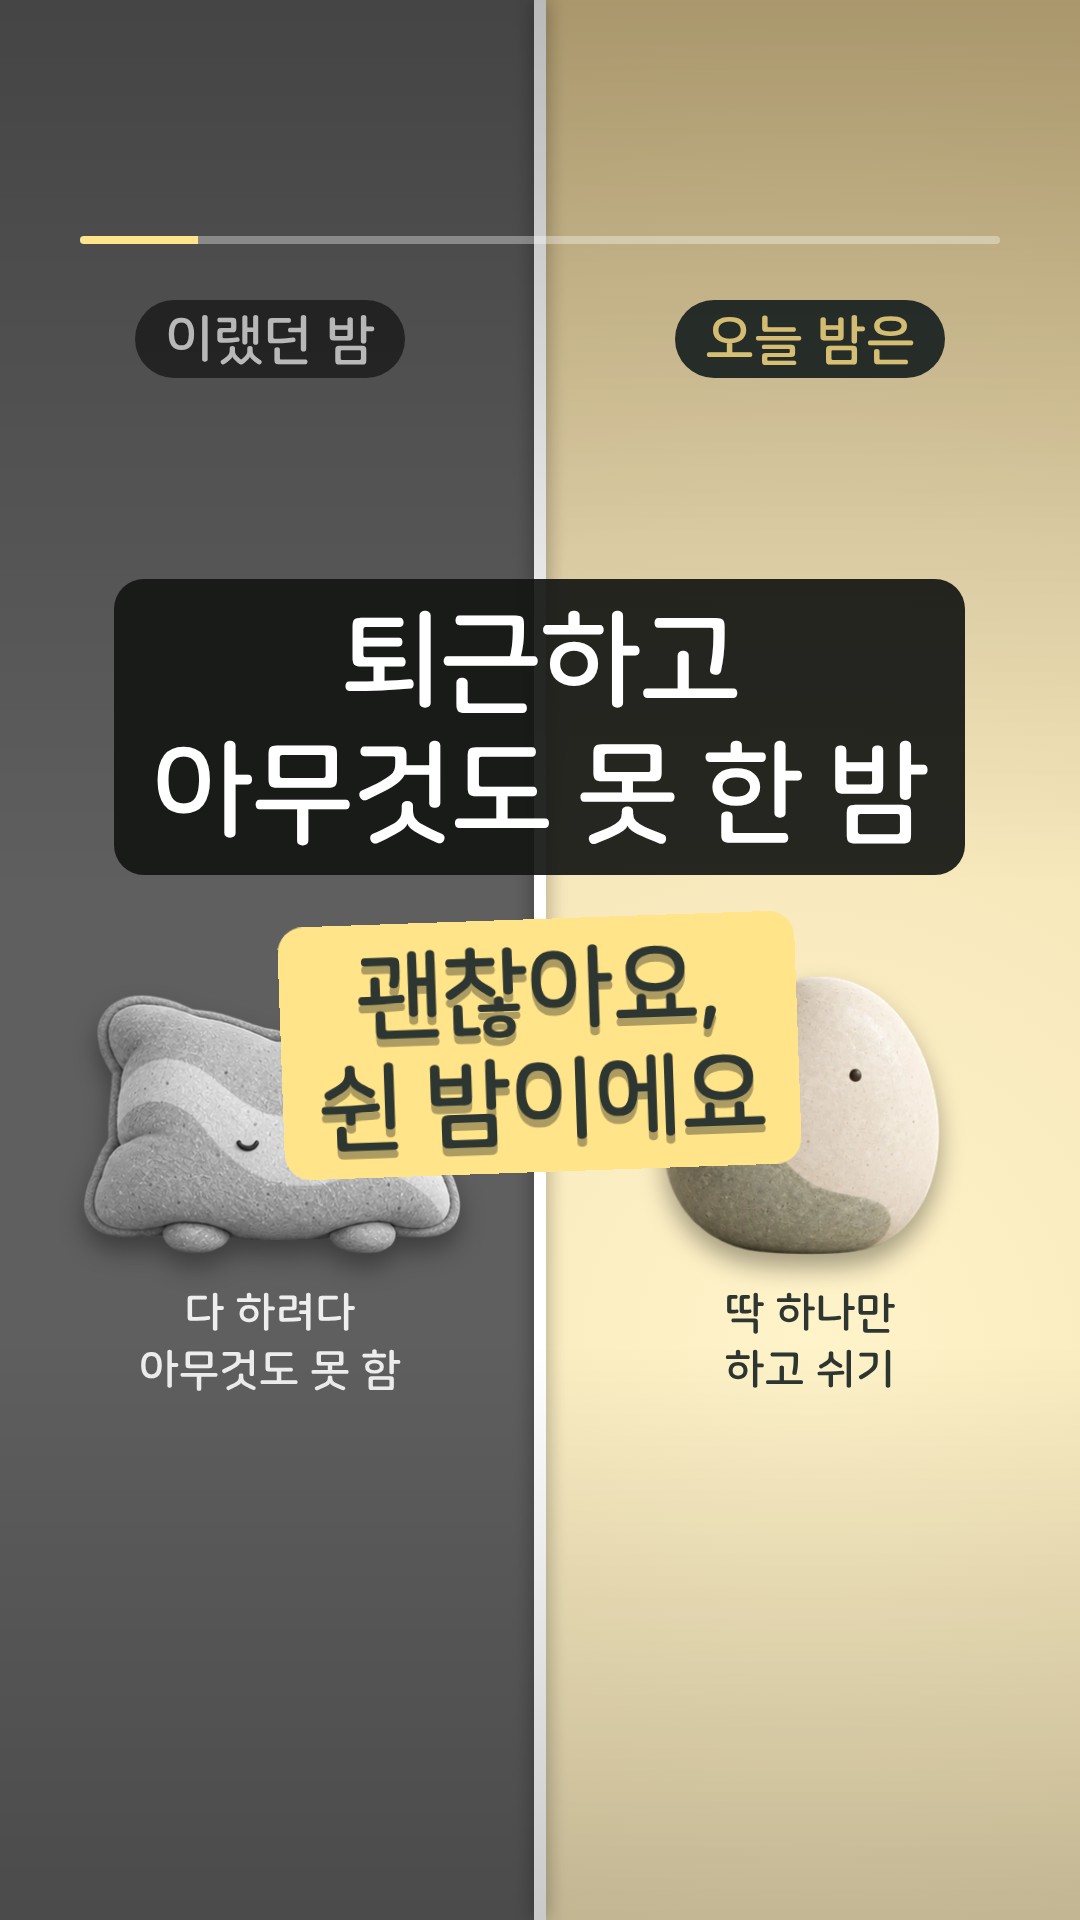 이랬던 밤
오늘 밤은
퇴근하고
아무것도 못 한 밤
괜찮아요,
쉰 밤이에요
다 하려다
아무것도 못 함
딱 하나만
하고 쉬기